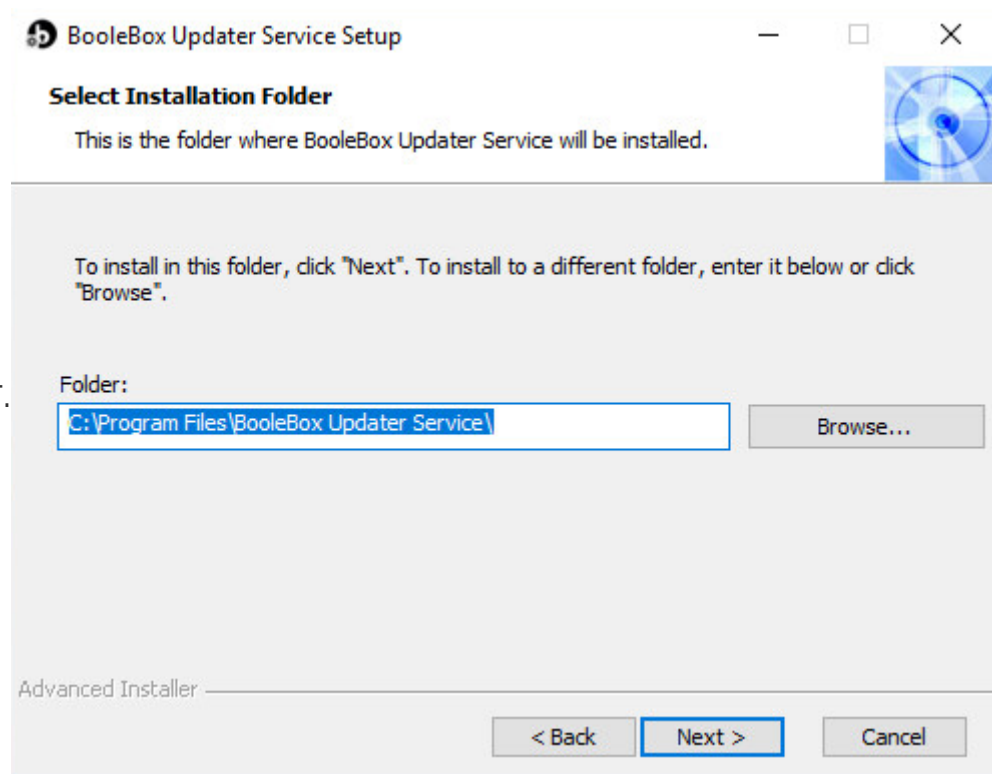 BooleBox Updater Service Setup
Select Installation Folder
This is the folder where BooleBox Updater Service will be installed.
To install in this folder, click "Next". To install to a different folder, enter it below or click
"Browse".
Folder:
C:\Program Files\BooleBox Updater Service\
Browse...
Advanced Installer
< Back
Next >
Cancel